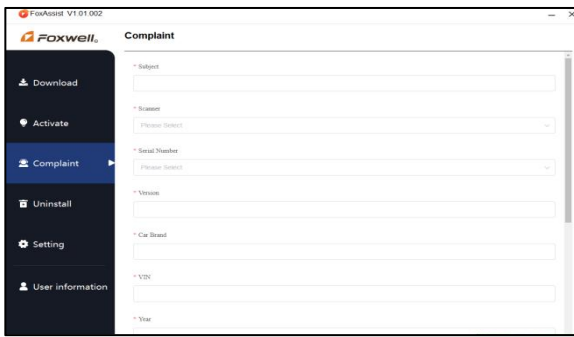 FoxAssist V1.01.002
FOXWELL
Complaint
Download
Activate
Complaint
Uninstall
Setting
User information
* Subject
* Scanner
Please Select
* Serial Number
Please Select
* Version
* Car Brand
* VIN
* Year